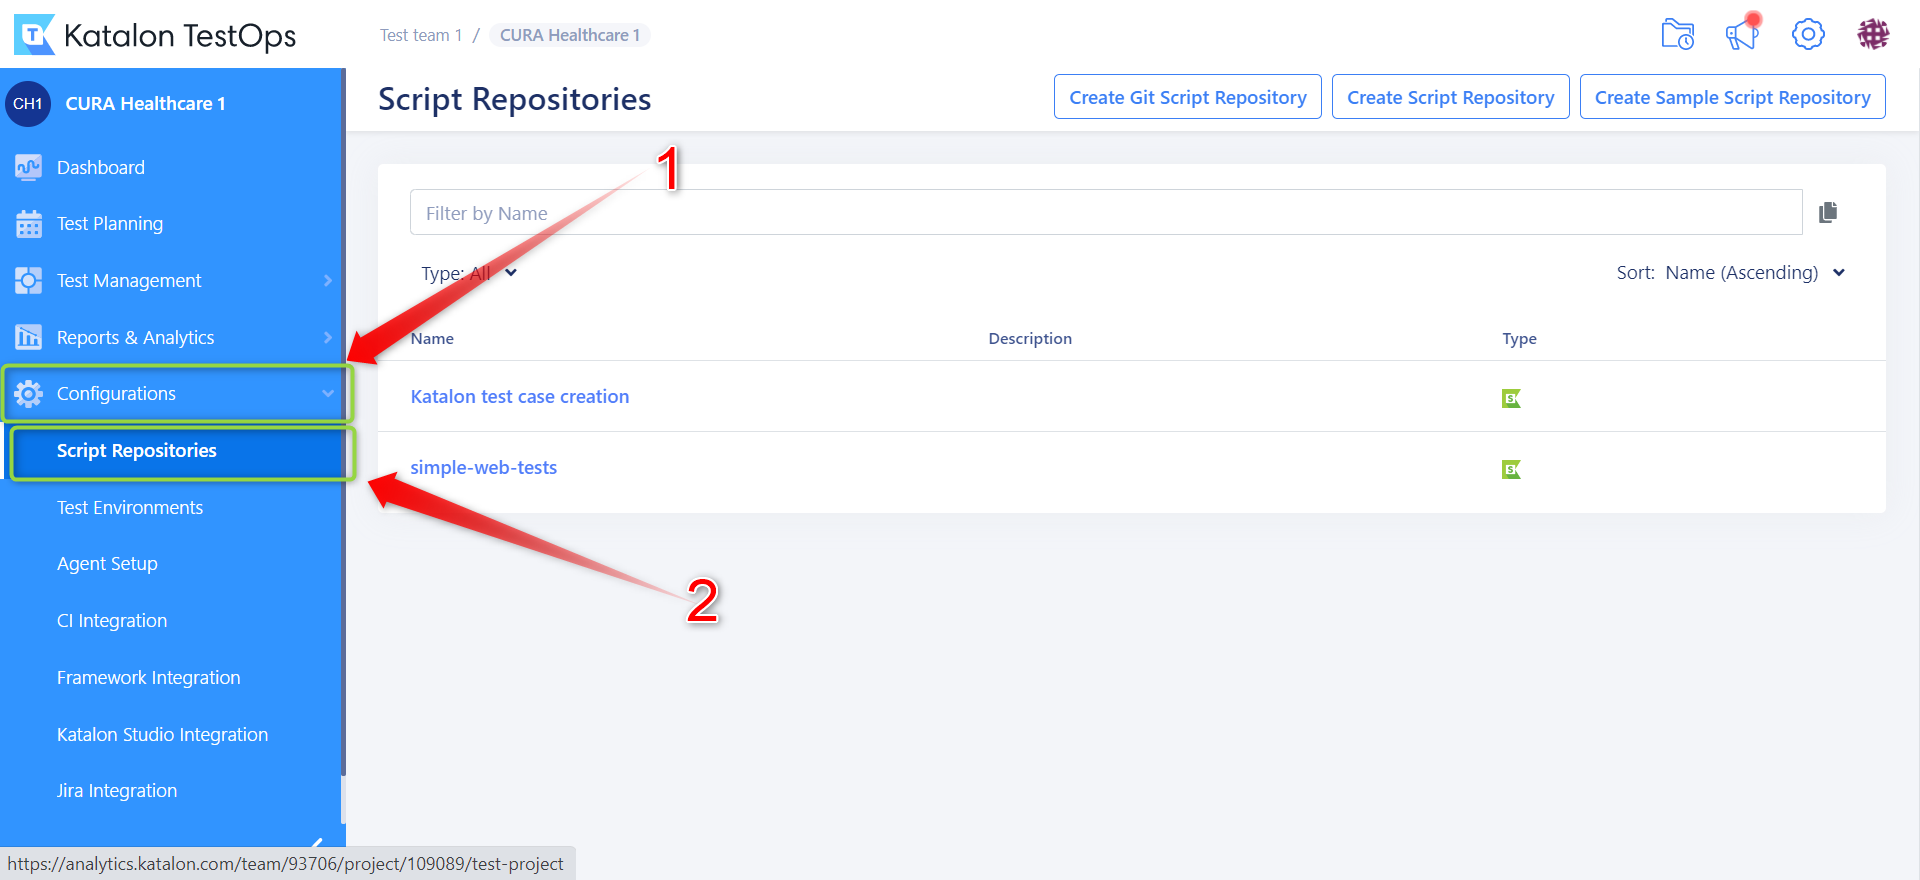 Katalon TestOps
Test team 1 / CURA Healthcare 1
CH1 CURA Healthcare 1
Dashboard
Test Planning
Test Management
Reports & Analytics
Configurations
Script Repositories
Test Environments
Agent Setup
CI Integration
Framework Integration
Katalon Studio Integration
Jira Integration
Script Repositories
Create Git Script Repository
Create Script Repository
Create Sample Script Repository
1
Filter by Name
Type: All
Sort: Name (Ascending)
Name Description Type
Katalon test case creation
simple-web-tests
2
https://analytics.katalon.com/team/93706/project/109089/test-project